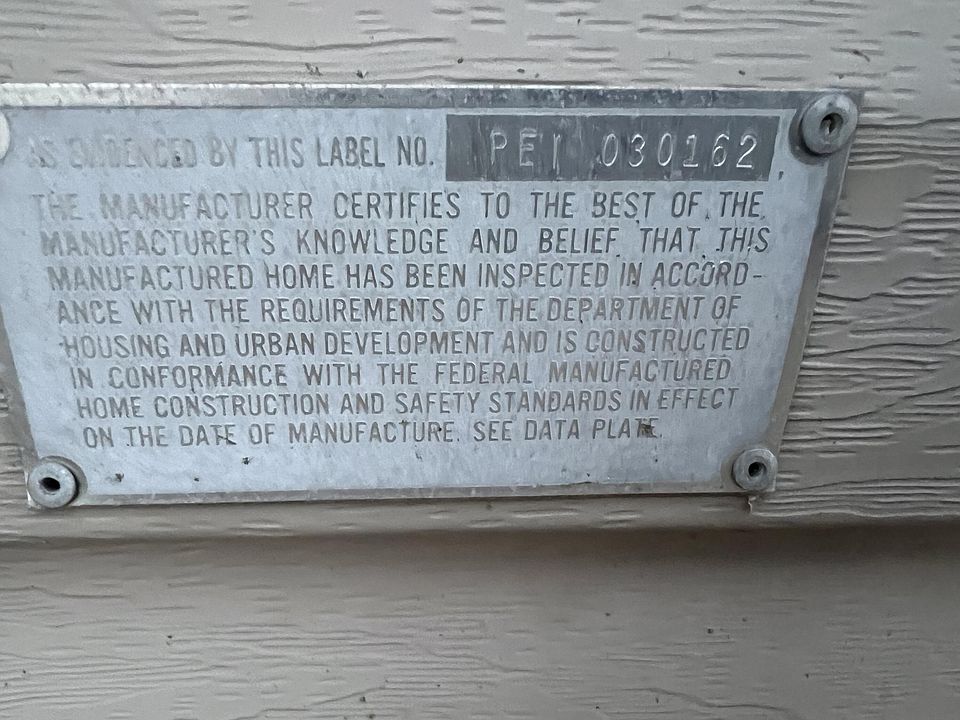 AS EVIDENCED BY THIS LABEL NO. PEI 030162
THE MANUFACTURER CERTIFIES TO THE BEST OF THE
MANUFACTURER'S KNOWLEDGE AND BELIEF THAT THIS
MANUFACTURED HOME HAS BEEN INSPECTED IN ACCORD-
ANCE WITH THE REQUIREMENTS OF THE DEPARTMENT OF
HOUSING AND URBAN DEVELOPMENT AND IS CONSTRUCTED
IN CONFORMANCE WITH THE FEDERAL MANUFACTURED
HOME CONSTRUCTION AND SAFETY STANDARDS IN EFFECT
ON THE DATE OF MANUFACTURE. SEE DATA PLATE.